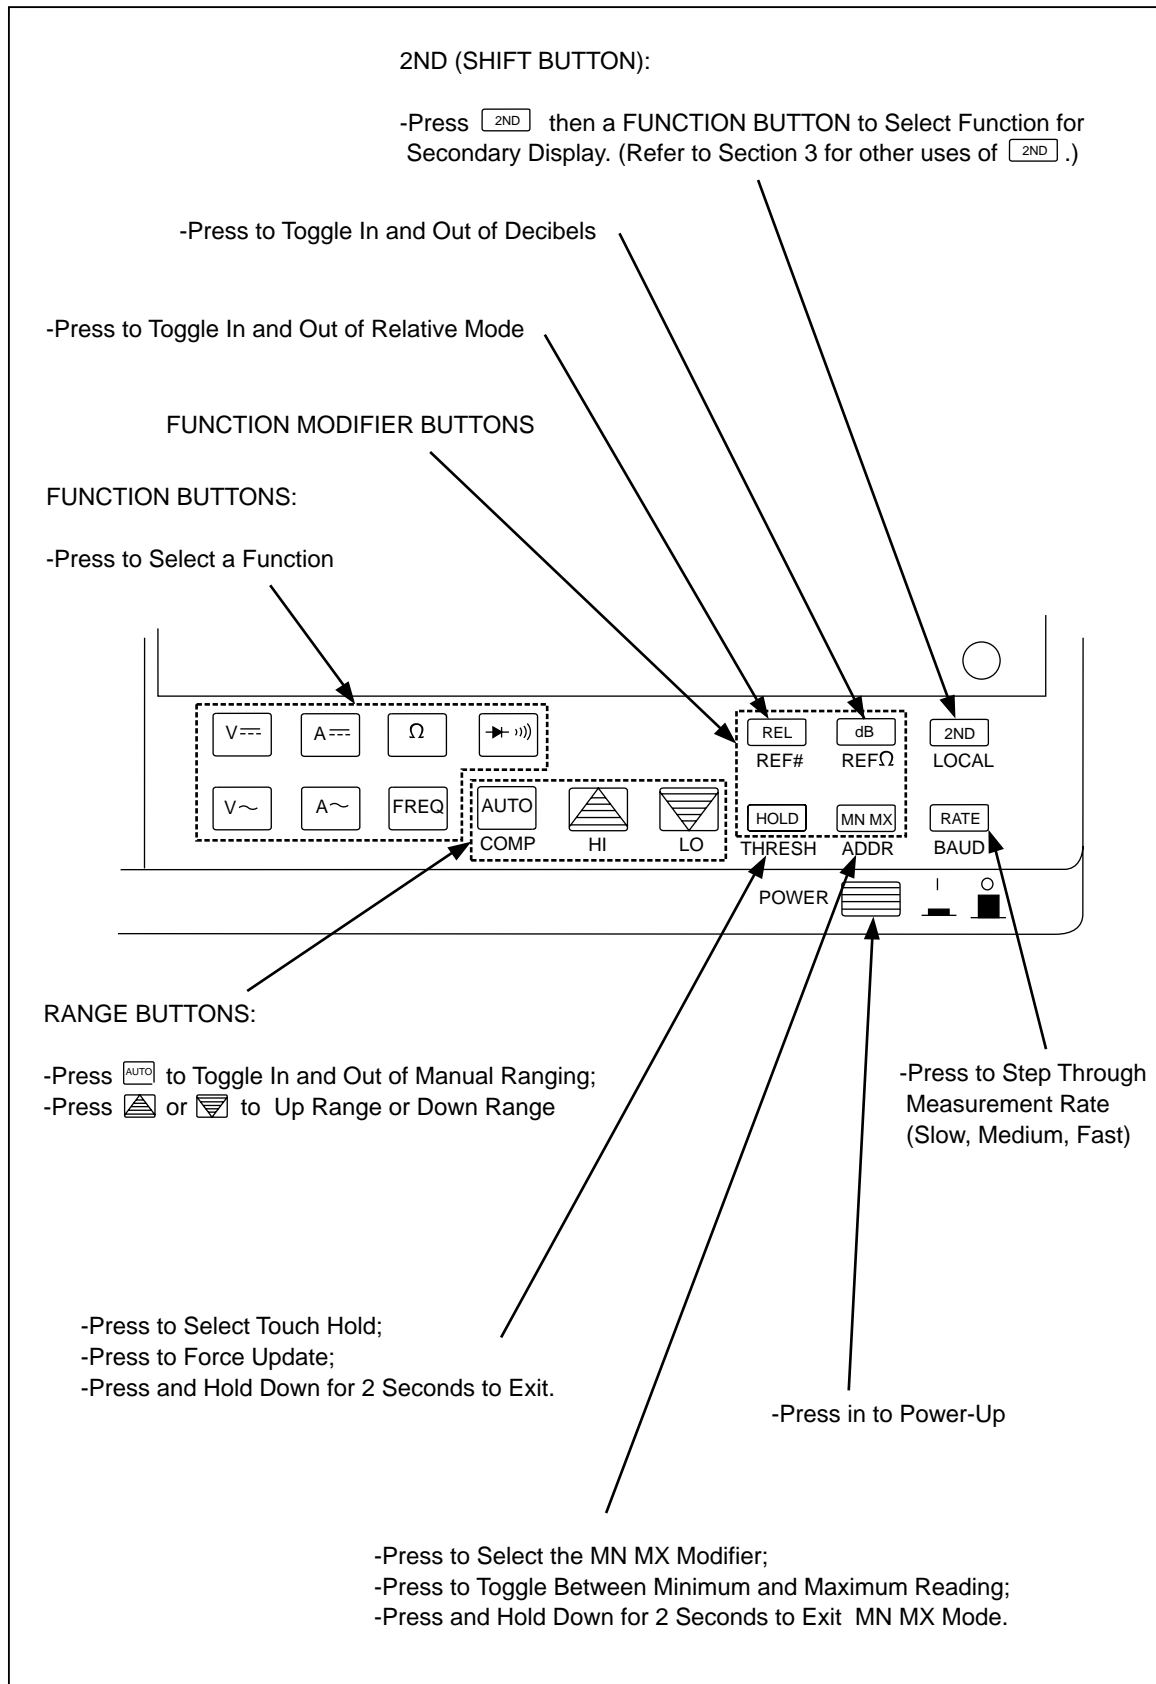 2ND (SHIFT BUTTON):
-Press 2ND then a FUNCTION BUTTON to Select Function for
Secondary Display. (Refer to Section 3 for other uses of 2ND .)
-Press to Toggle In and Out of Decibels
-Press to Toggle In and Out of Relative Mode
FUNCTION MODIFIER BUTTONS
FUNCTION BUTTONS:
-Press to Select a Function
V A Ω REL dB 2ND
REF# REFΩ LOCAL
V~ A~ FREQ AUTO HOLD MN MX RATE
COMP HI LO THRESH ADDR BAUD
POWER I O
RANGE BUTTONS:
-Press AUTO to Toggle In and Out of Manual Ranging;
-Press or to Up Range or Down Range
-Press to Step Through
Measurement Rate
(Slow, Medium, Fast)
-Press to Select Touch Hold;
-Press to Force Update;
-Press and Hold Down for 2 Seconds to Exit.
-Press in to Power-Up
-Press to Select the MN MX Modifier;
-Press to Toggle Between Minimum and Maximum Reading;
-Press and Hold Down for 2 Seconds to Exit MN MX Mode.